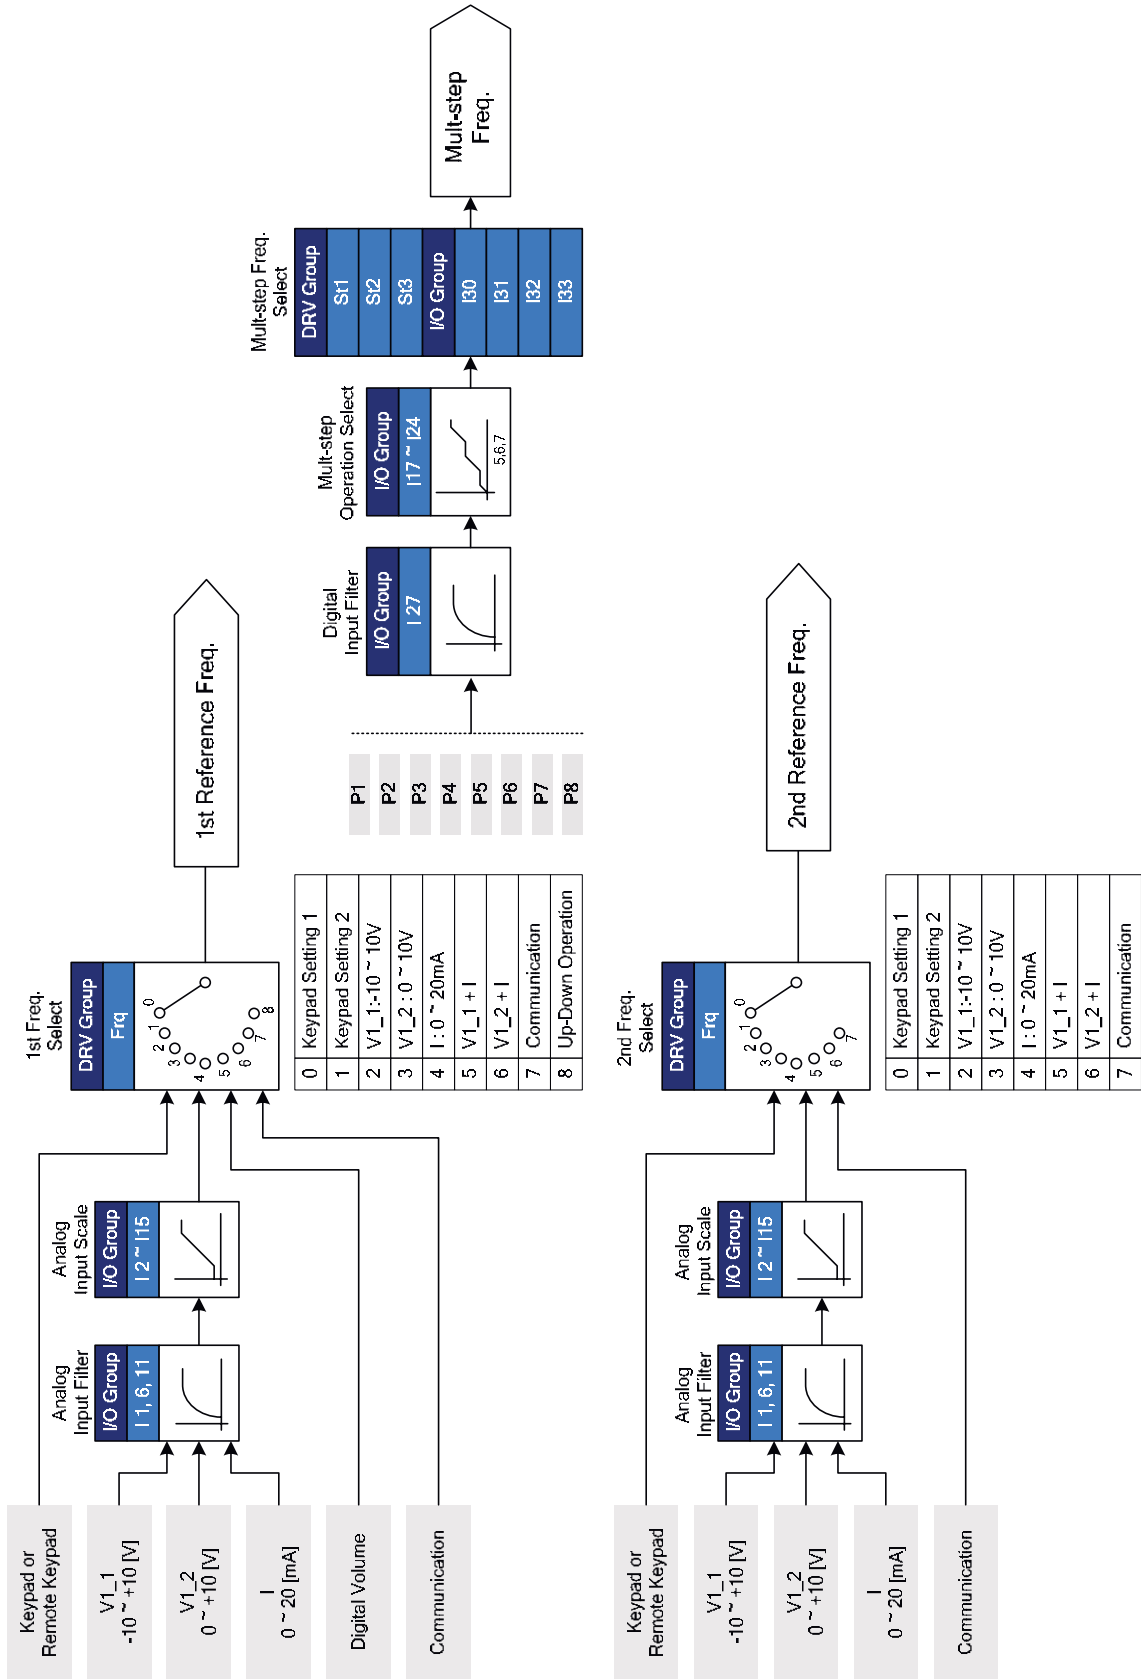 Keypad or
Remote Keypad
V1_1
-10 ~ +10 [V]
V1_2
0 ~ +10 [V]
I
0 ~ 20 [mA]
Digital Volume
Communication
Analog
Input Filter
I/O Group
I 1, 6, 11
Analog
Input Scale
I/O Group
I 2 ~ I15
1st Freq.
Select
DRV Group
Frq
0
1
2
3
4
5
6
7
8
0 Keypad Setting 1
1 Keypad Setting 2
2 V1_1:-10 ~ 10V
3 V1_2 : 0 ~ 10V
4 I : 0 ~ 20mA
5 V1_1 + I
6 V1_2 + I
7 Communication
8 Up-Down Operation
1st Reference Freq.
P1
P2
P3
P4
P5
P6
P7
P8
Digital
Input Filter
I/O Group
I 27
Mult-step
Operation Select
I/O Group
I17 ~ I24
5,6,7
Mult-step Freq.
Select
DRV Group
St1
St2
St3
I/O Group
I30
I31
I32
I33
Mult-step
Freq.
Keypad or
Remote Keypad
V1_1
-10 ~ +10 [V]
V1_2
0 ~ +10 [V]
I
0 ~ 20 [mA]
Communication
Analog
Input Filter
I/O Group
I 1, 6, 11
Analog
Input Scale
I/O Group
I 2 ~ I15
2nd Freq.
Select
DRV Group
Frq
0
1
2
3
4
5
6
7
0 Keypad Setting 1
1 Keypad Setting 2
2 V1_1:-10 ~ 10V
3 V1_2 : 0 ~ 10V
4 I : 0 ~ 20mA
5 V1_1 + I
6 V1_2 + I
7 Communication
2nd Reference Freq.